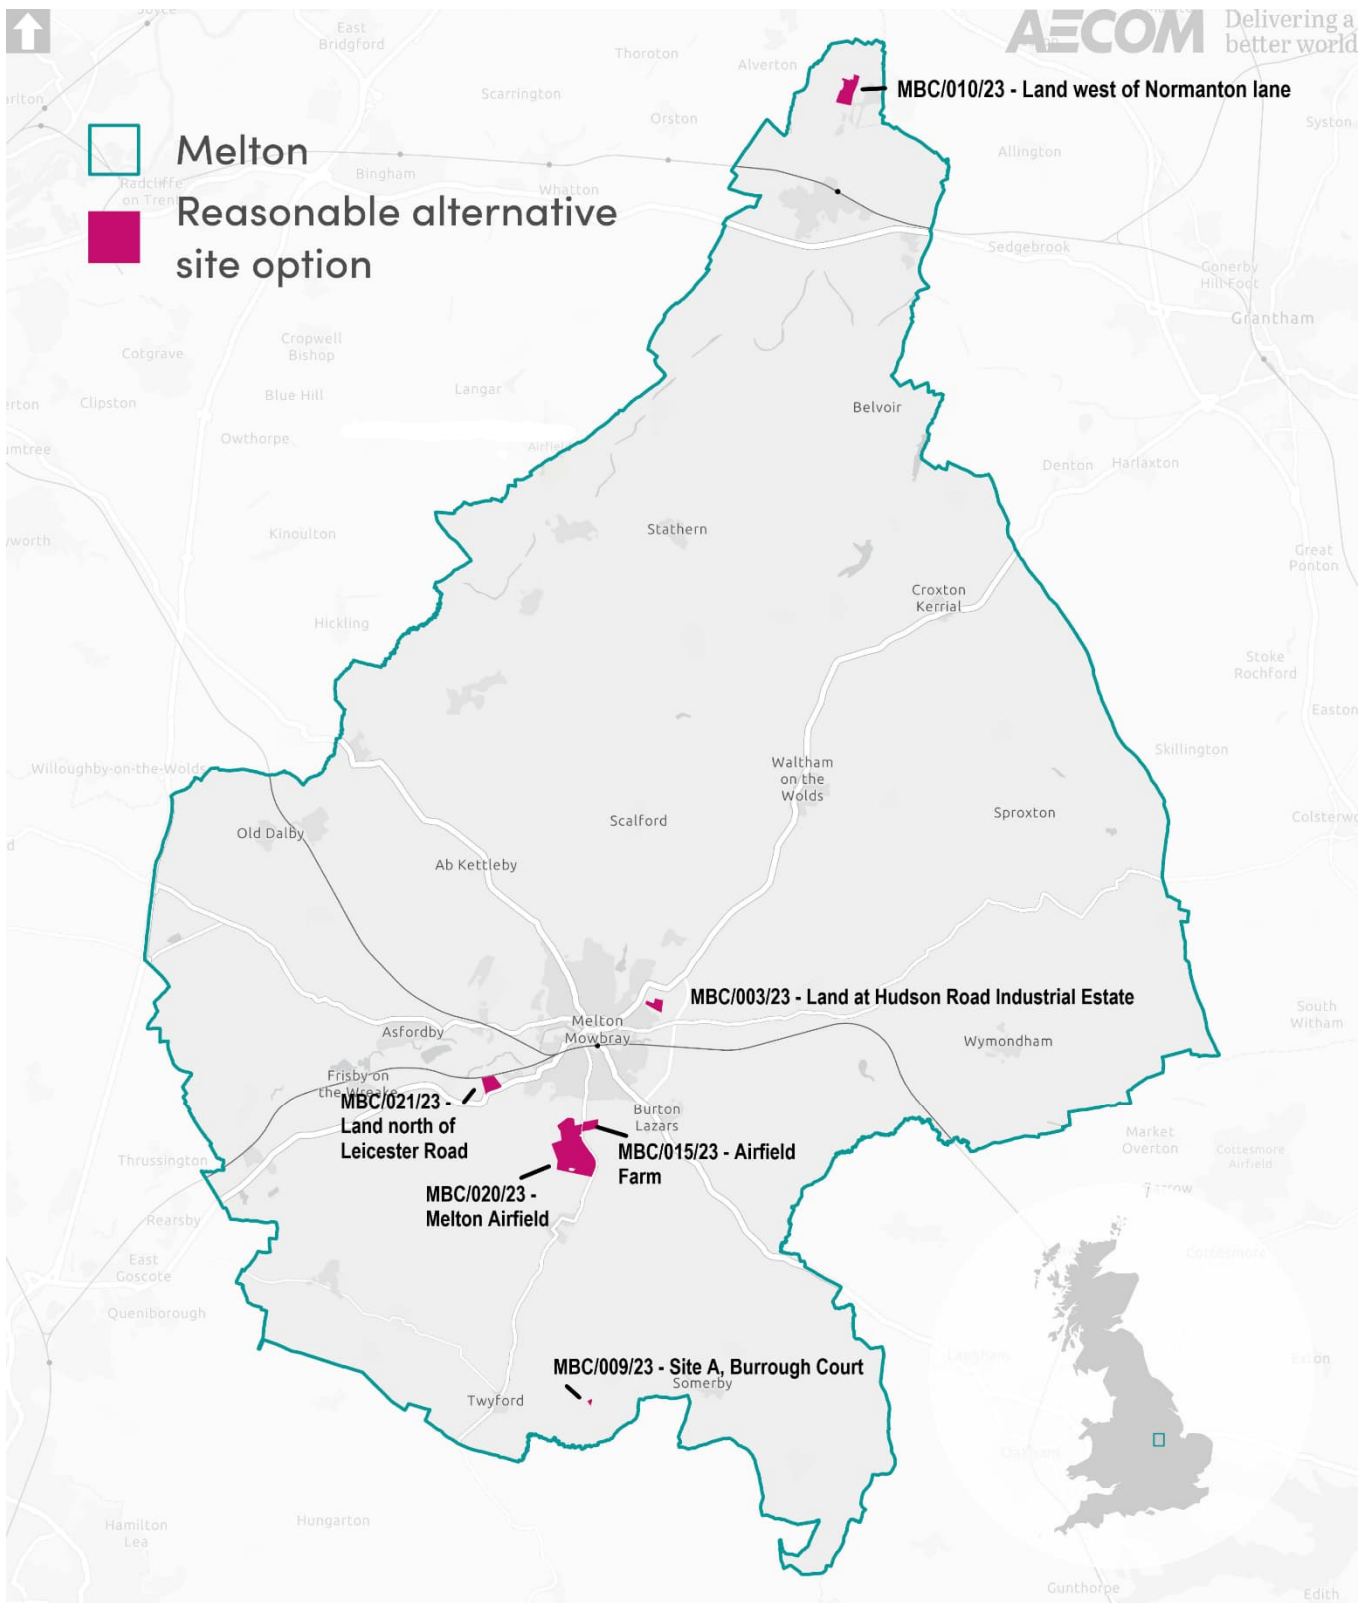 East
Bridgford
Thoroton
Alverton
AECOM
Delivering a
better world
Scarrington
MBC/010/23 - Land west of Normanton lane
Orston
Syston
Melton
Allington
Radcliffe
on Trent
Bingham
Whatton
Reasonable alternative
site option
Sedgebrook
Gonerby
Hill Foot
Grantham
Cropwell
Bishop
Cotgrave
Langar
Blue Hill
Clipston
Belvoir
Owthorpe
Airfield
Denton
Harlaxton
Stathern
Kinoulton
Great
Ponton
Croxton
Kerrial
Hickling
Stoke
Rochford
Easton
Skillington
Willoughby-on-the-Wolds
Waltham
on the
Wolds
Sproxton
Scalford
Old Dalby
Ab Kettleby
MBC/003/23 - Land at Hudson Road Industrial Estate
South
Witham
Melton
Mowbray
Asfordby
Wymondham
Frisby on
the Wreake
MBC/021/23 -
Land north of
Leicester Road
Burton
Lazars
MBC/015/23 - Airfield
Farm
Market
Overton
Cottesmore
Airfield
Thrussington
MBC/020/23 -
Melton Airfield
Rearsby
East
Goscote
Cottesmore
Queniborough
MBC/009/23 - Site A, Burrough Court
Somerby
Twyford
Hungarton
Hamilton
Lea
Gunthorpe
Edith